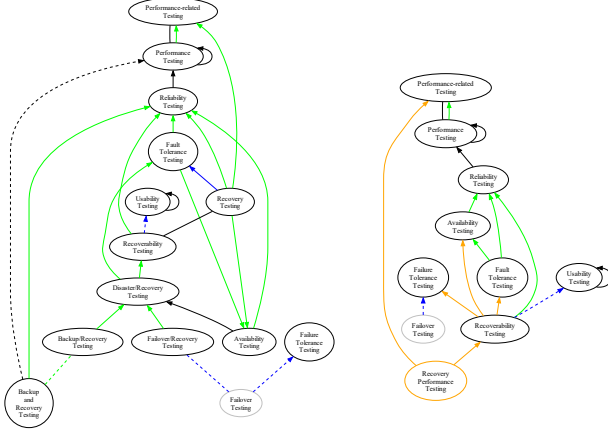 Performance-related
Testing
Performance
Testing
Reliability
Testing
Fault
Tolerance
Testing
Usability
Testing
Recovery
Testing
Recoverability
Testing
Disaster/Recovery
Testing
Backup/Recovery
Testing
Failover/Recovery
Testing
Availability
Testing
Failure
Tolerance
Testing
Backup
and
Recovery
Testing
Failover
Testing
Performance-related
Testing
Performance
Testing
Reliability
Testing
Availability
Testing
Failure
Tolerance
Testing
Fault
Tolerance
Testing
Usability
Testing
Failover
Testing
Recoverability
Testing
Recovery
Performance
Testing